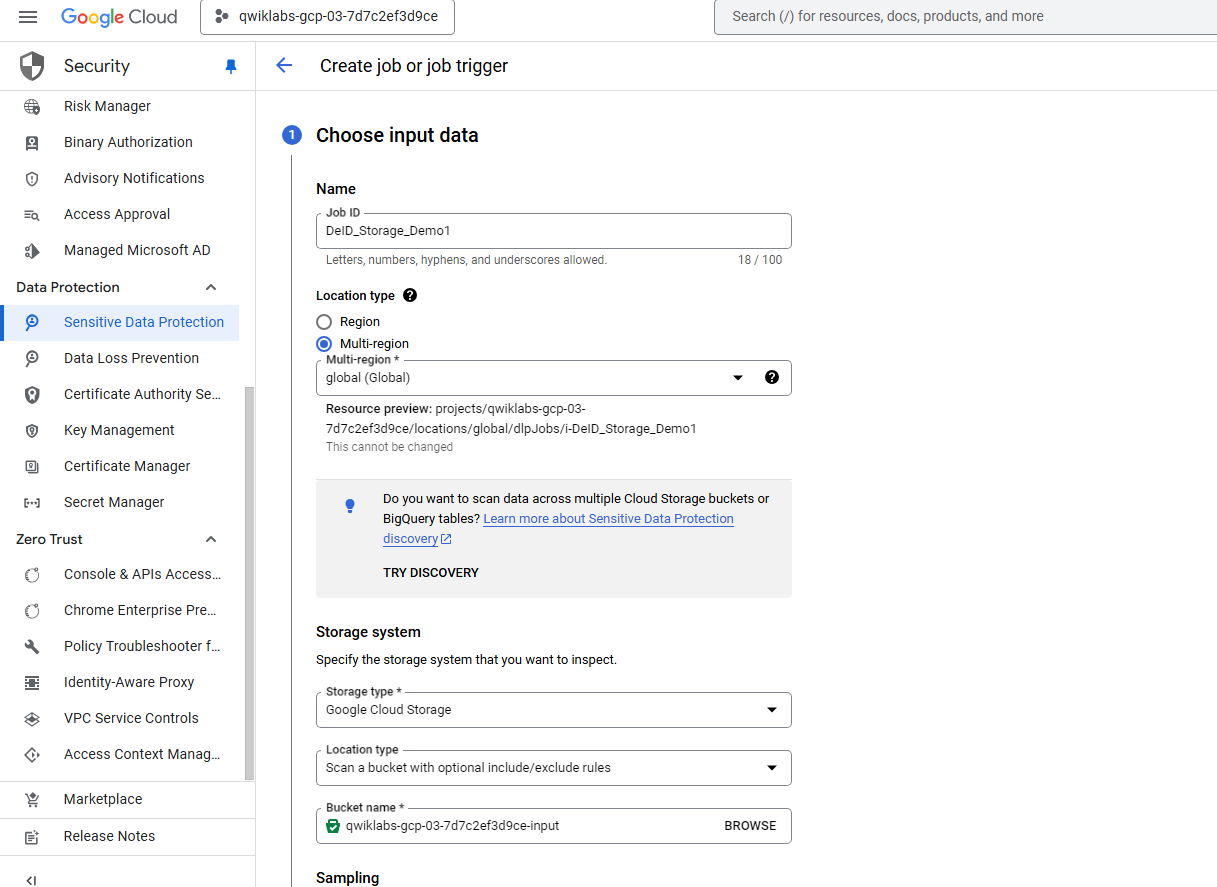 Google Cloud
qwiklabs-gcp-03-7d7c2ef3d9ce
Search (/) for resources, docs, products, and more
Security
Create job or job trigger
Risk Manager
Binary Authorization
Advisory Notifications
Access Approval
Managed Microsoft AD
Data Protection
Sensitive Data Protection
Data Loss Prevention
Certificate Authority Se...
Key Management
Certificate Manager
Secret Manager
Zero Trust
Console & APIs Access...
Chrome Enterprise Pre...
Policy Troubleshooter f...
Identity-Aware Proxy
VPC Service Controls
Access Context Manag...
Marketplace
Release Notes
1
Choose input data
Name
Job ID
DeID_Storage_Demo1
Letters, numbers, hyphens, and underscores allowed.
18 / 100
Location type
Region
Multi-region
Multi-region *
global (Global)
Resource preview: projects/qwiklabs-gcp-03-
7d7c2ef3d9ce/locations/global/dlpJobs/i-DeID_Storage_Demo1
This cannot be changed
Do you want to scan data across multiple Cloud Storage buckets or
BigQuery tables? Learn more about Sensitive Data Protection
discovery
TRY DISCOVERY
Storage system
Specify the storage system that you want to inspect.
Storage type *
Google Cloud Storage
Location type
Scan a bucket with optional include/exclude rules
Bucket name *
qwiklabs-gcp-03-7d7c2ef3d9ce-input
BROWSE
Sampling